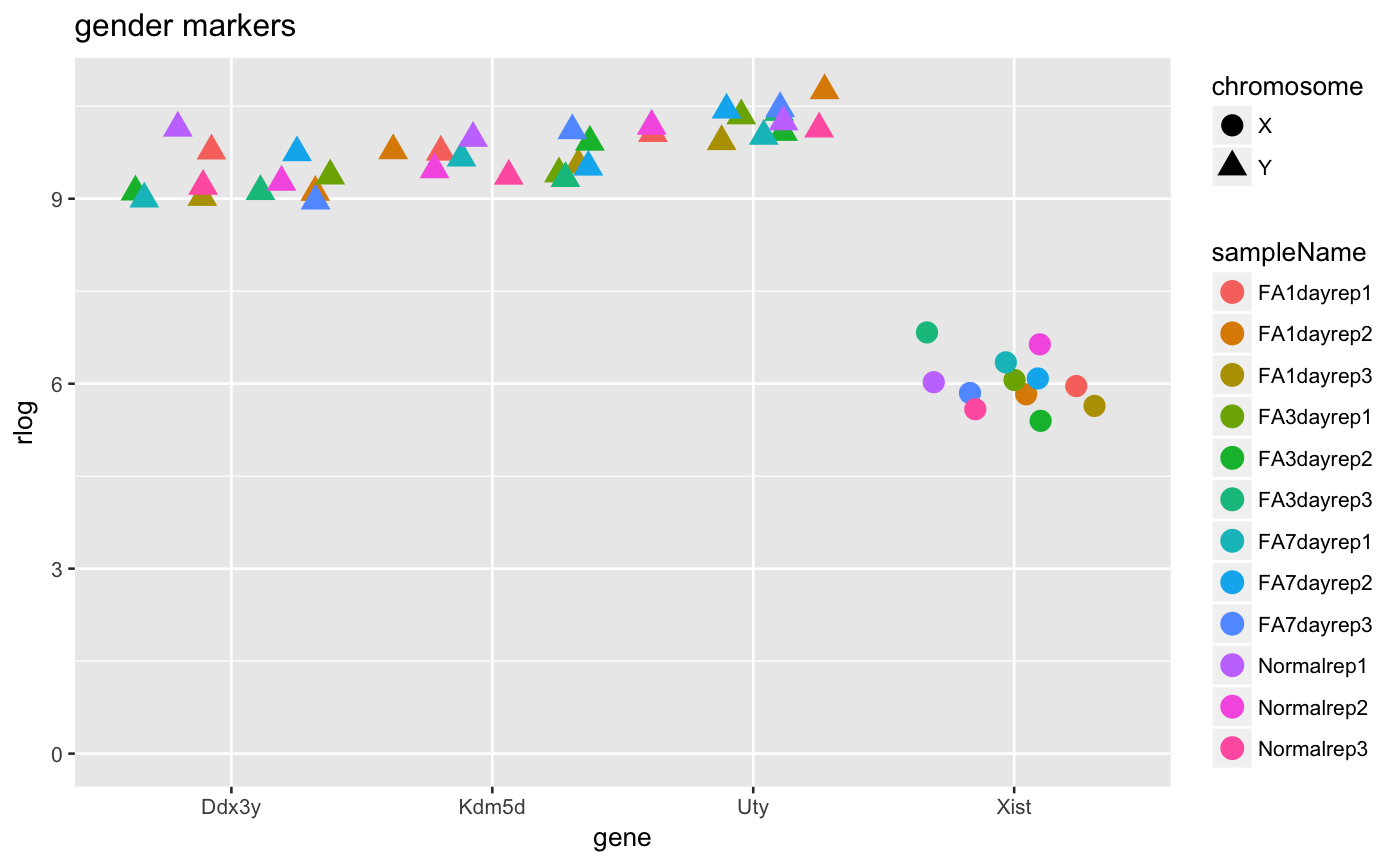 gender markers
rlog
9
6
3
0
Ddx3y
Kdm5d
Uty
Xist
gene
chromosome
X
Y
sampleName
FA1dayrep1
FA1dayrep2
FA1dayrep3
FA3dayrep1
FA3dayrep2
FA3dayrep3
FA7dayrep1
FA7dayrep2
FA7dayrep3
Normalrep1
Normalrep2
Normalrep3